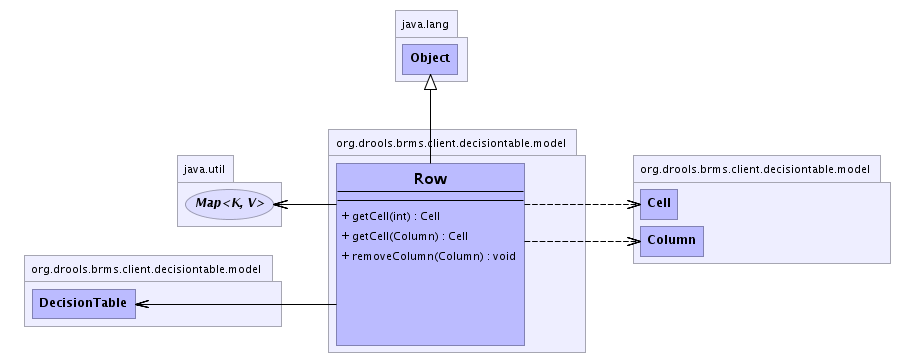 java.lang
Object
org.drools.brms.client.decisiontable.model
Row
+ getCell(int) : Cell
+ getCell(Column) : Cell
+ removeColumn(Column) : void
java.util
Map<K, V>
org.drools.brms.client.decisiontable.model
Cell
Column
org.drools.brms.client.decisiontable.model
DecisionTable